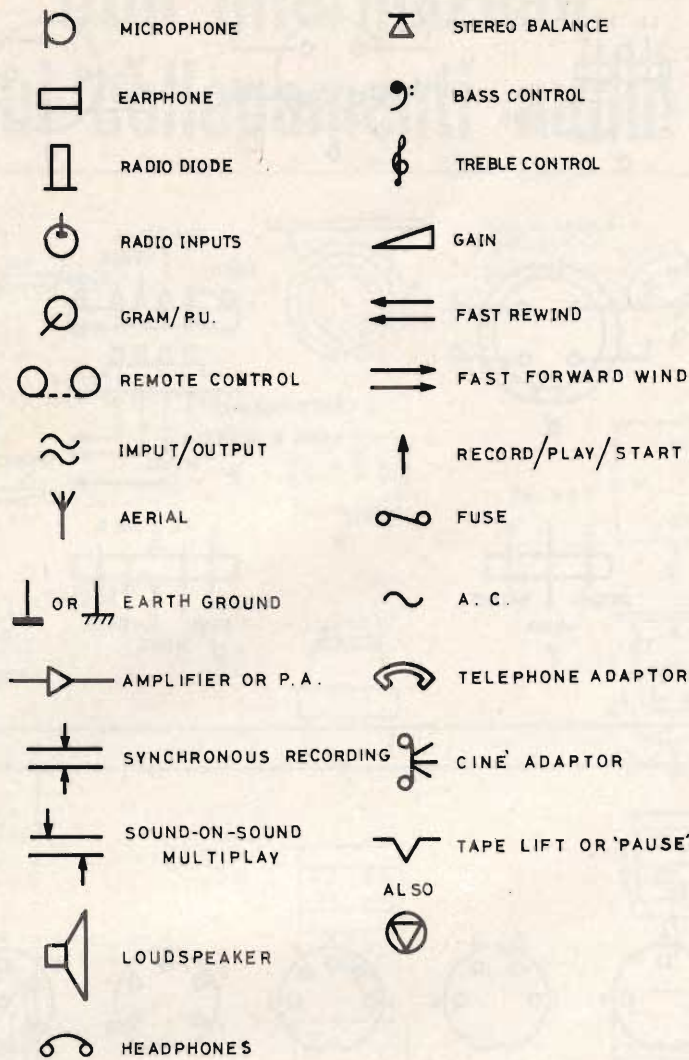 MICROPHONE
EARPHONE
RADIO DIODE
RADIO INPUTS
GRAM/P.U.
REMOTE CONTROL
IMPUT/OUTPUT
AERIAL
OR EARTH GROUND
AMPLIFIER OR P.A.
SYNCHRONOUS RECORDING
SOUND-ON-SOUND
MULTIPLAY
LOUDSPEAKER
HEADPHONES
STEREO BALANCE
BASS CONTROL
TREBLE CONTROL
GAIN
FAST REWIND
FAST FORWARD WIND
RECORD/PLAY/START
FUSE
A. C.
TELEPHONE ADAPTOR
CINE' ADAPTOR
TAPE LIFT OR 'PAUSE'
ALSO